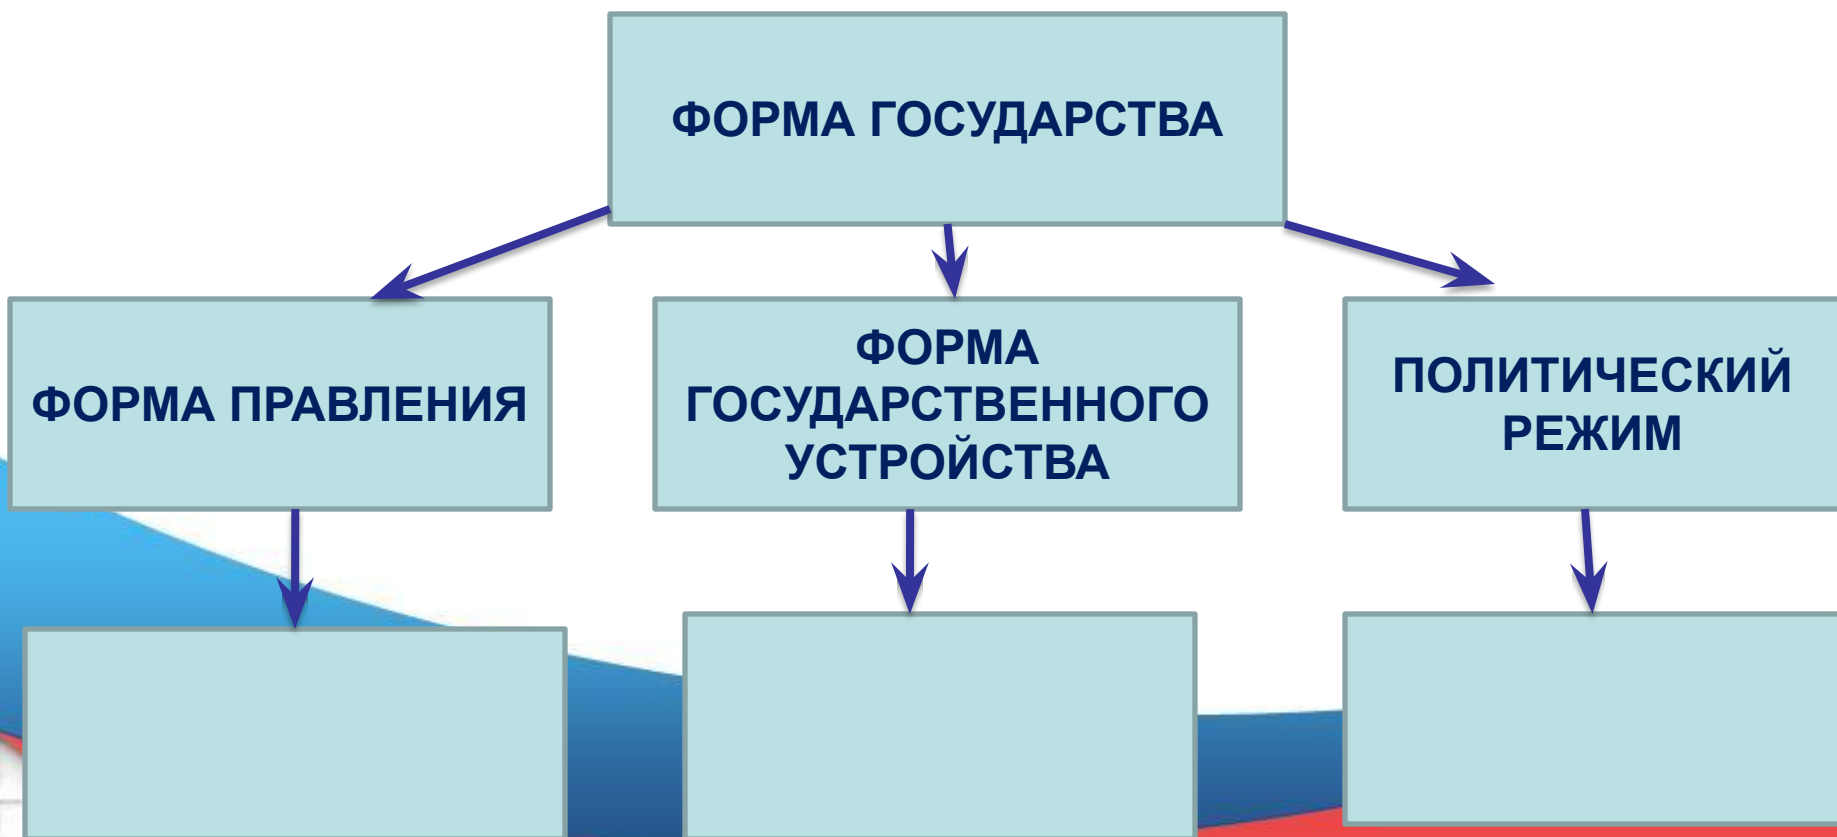 ФОРМА ГОСУДАРСТВА
ФОРМА ПРАВЛЕНИЯ
ФОРМА
ГОСУДАРСТВЕННОГО
УСТРОЙСТВА
ПОЛИТИЧЕСКИЙ
РЕЖИМ